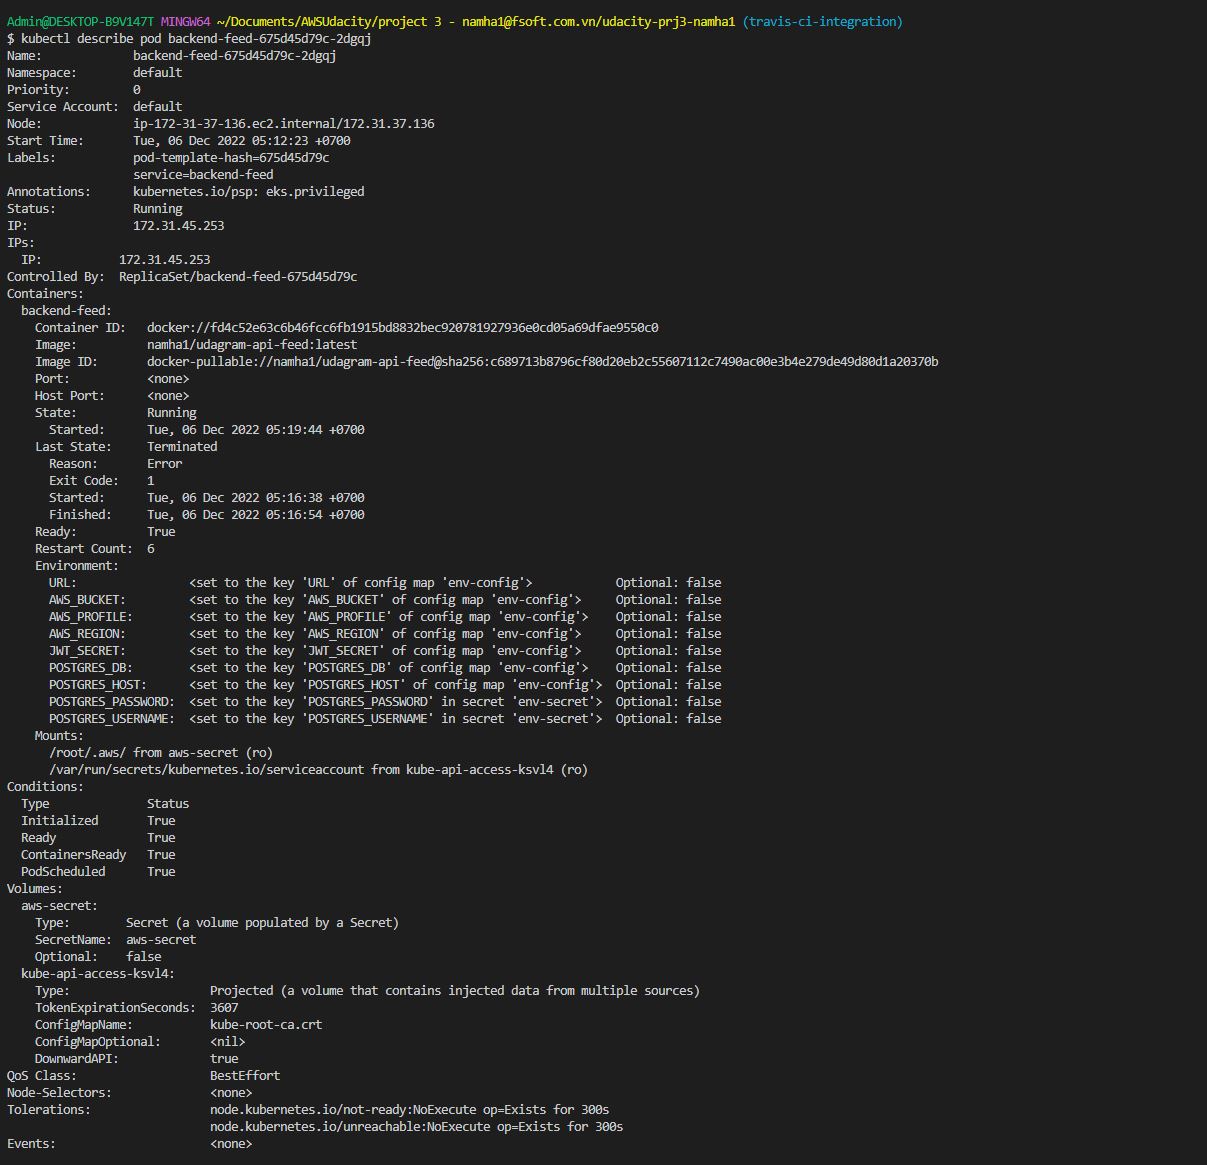 Admin@DESKTOP-B9V147T MINGW64 ~/Documents/AWSUdacity/project 3 - namha1@fsoft.com.vn/udacity-prj3-namha1 (travis-ci-integration)
$ kubectl describe pod backend-feed-675d45d79c-2dgqj
Name:             backend-feed-675d45d79c-2dgqj
Namespace:        default
Priority:         0
Service Account:  default
Node:             ip-172-31-37-136.ec2.internal/172.31.37.136
Start Time:       Tue, 06 Dec 2022 05:12:23 +0700
Labels:           pod-template-hash=675d45d79c
                  service=backend-feed
Annotations:      kubernetes.io/psp: eks.privileged
Status:           Running
IP:               172.31.45.253
IPs:
  IP:           172.31.45.253
Controlled By:  ReplicaSet/backend-feed-675d45d79c
Containers:
  backend-feed:
    Container ID:   docker://fd4c52e63c6b46fcc6fb1915bd8832bec920781927936e0cd05a69dfae9550c0
    Image:          namha1/udagram-api-feed:latest
    Image ID:       docker-pullable://namha1/udagram-api-feed@sha256:c689713b8796cf80d20eb2c55607112c7490ac00e3b4e279de49d80d1a20370b
    Port:           <none>
    Host Port:      <none>
    State:          Running
      Started:      Tue, 06 Dec 2022 05:19:44 +0700
    Last State:     Terminated
      Reason:       Error
      Exit Code:    1
      Started:      Tue, 06 Dec 2022 05:16:38 +0700
      Finished:     Tue, 06 Dec 2022 05:16:54 +0700
    Ready:          True
    Restart Count:  6
    Environment:
      URL:                <set to the key 'URL' of config map 'env-config'>            Optional: false
      AWS_BUCKET:         <set to the key 'AWS_BUCKET' of config map 'env-config'>     Optional: false
      AWS_PROFILE:        <set to the key 'AWS_PROFILE' of config map 'env-config'>    Optional: false
      AWS_REGION:         <set to the key 'AWS_REGION' of config map 'env-config'>     Optional: false
      JWT_SECRET:         <set to the key 'JWT_SECRET' of config map 'env-config'>     Optional: false
      POSTGRES_DB:        <set to the key 'POSTGRES_DB' of config map 'env-config'>    Optional: false
      POSTGRES_HOST:      <set to the key 'POSTGRES_HOST' of config map 'env-config'>  Optional: false
      POSTGRES_PASSWORD:  <set to the key 'POSTGRES_PASSWORD' in secret 'env-secret'>  Optional: false
      POSTGRES_USERNAME:  <set to the key 'POSTGRES_USERNAME' in secret 'env-secret'>  Optional: false
    Mounts:
      /root/.aws/ from aws-secret (ro)
      /var/run/secrets/kubernetes.io/serviceaccount from kube-api-access-ksvl4 (ro)
Conditions:
  Type              Status
  Initialized       True
  Ready             True
  ContainersReady   True
  PodScheduled      True
Volumes:
  aws-secret:
    Type:        Secret (a volume populated by a Secret)
    SecretName:  aws-secret
    Optional:    false
  kube-api-access-ksvl4:
    Type:                    Projected (a volume that contains injected data from multiple sources)
    TokenExpirationSeconds:  3607
    ConfigMapName:           kube-root-ca.crt
    ConfigMapOptional:       <nil>
    DownwardAPI:             true
QoS Class:                   BestEffort
Node-Selectors:              <none>
Tolerations:                 node.kubernetes.io/not-ready:NoExecute op=Exists for 300s
                             node.kubernetes.io/unreachable:NoExecute op=Exists for 300s
Events:                      <none>